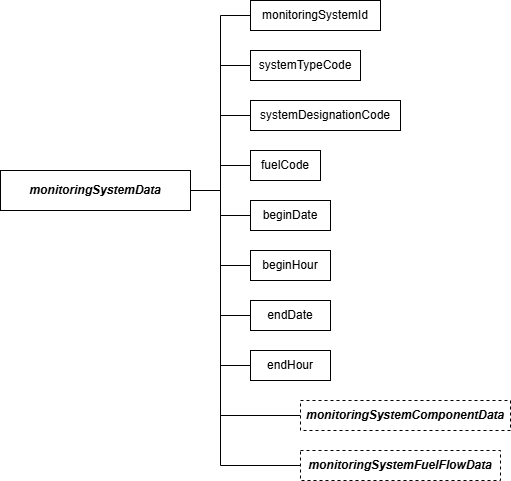 monitoringSystemId
systemTypeCode
systemDesignationCode
fuelCode
monitoringSystemData
beginDate
beginHour
endDate
endHour
monitoringSystemComponentData
monitoringSystemFuelFlowData